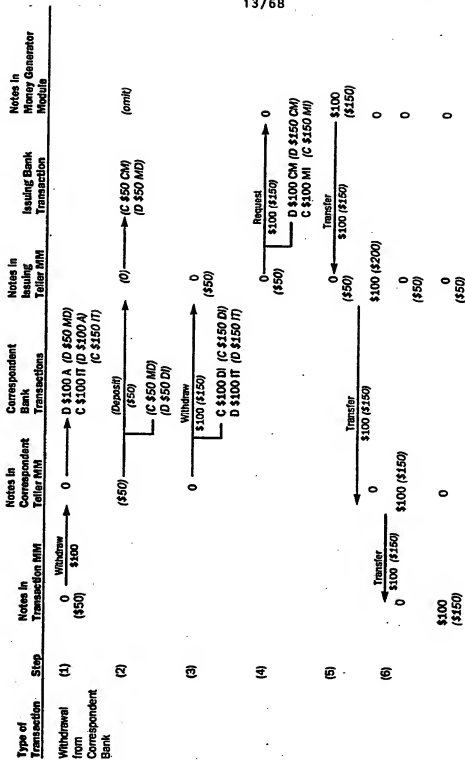 13/68
Type of Transaction
Step
Notes in Transaction MM
Notes in Correspondent Teller MM
Correspondent Bank Transactions
Notes in Issuing Teller MM
Issuing Bank Transaction
Notes in Money Generator Module
Withdrawal from Correspondent Bank
(1)
0
($50)
Withdraw
$100
0
D $100 A (D $50 MD)
C $100 IT (D $100 A)
(C $150 IT)
(2)
($50)
(Deposit)
($50)
(C $50 MD)
(D $50 DI)
(0)
(C $50 CM)
(D $50 MD)
(omit)
(3)
0
Withdraw
$100 ($150)
C $100 DI (C $150 DI)
D $100 IT (D $150 IT)
0
($50)
(4)
0
($50)
Request
$100 ($150)
D $100 CM (D $150 CM)
C $100 MI (C $150 MI)
0
(5)
0
($50)
Transfer
$100 ($150)
$100
($150)
$100 ($200)
0
Transfer
$100 ($150)
(6)
0
0
($50)
0
Transfer
$100 ($150)
$100 ($150)
0
$100
($150)
0
0
($50)
0